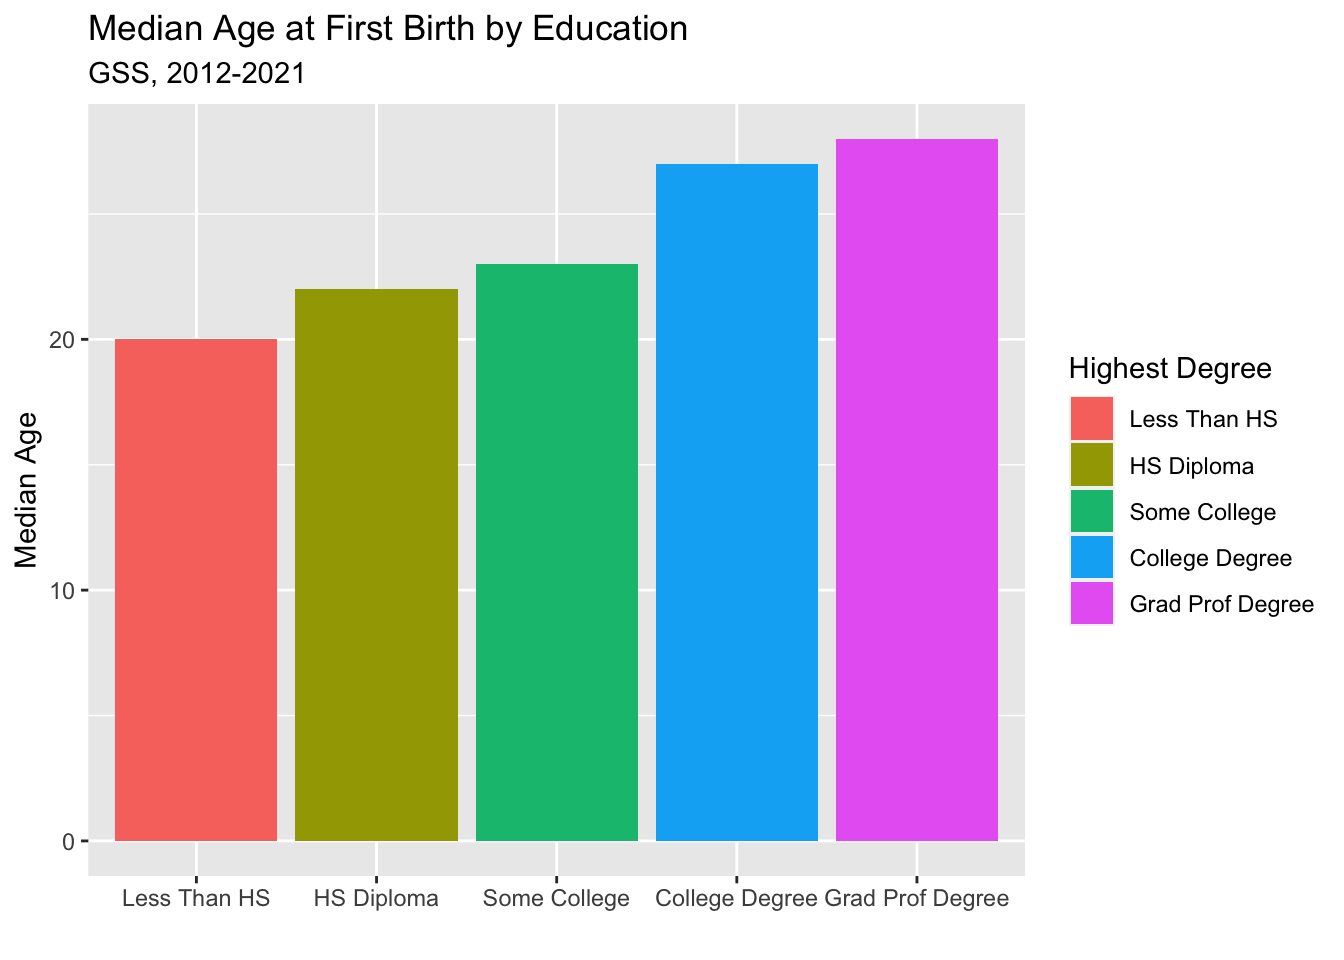 Median Age at First Birth by Education
GSS, 2012-2021
Median Age
20
10
0
Less Than HS
HS Diploma
Some College
College Degree
Grad Prof Degree
Highest Degree
Less Than HS
HS Diploma
Some College
College Degree
Grad Prof Degree